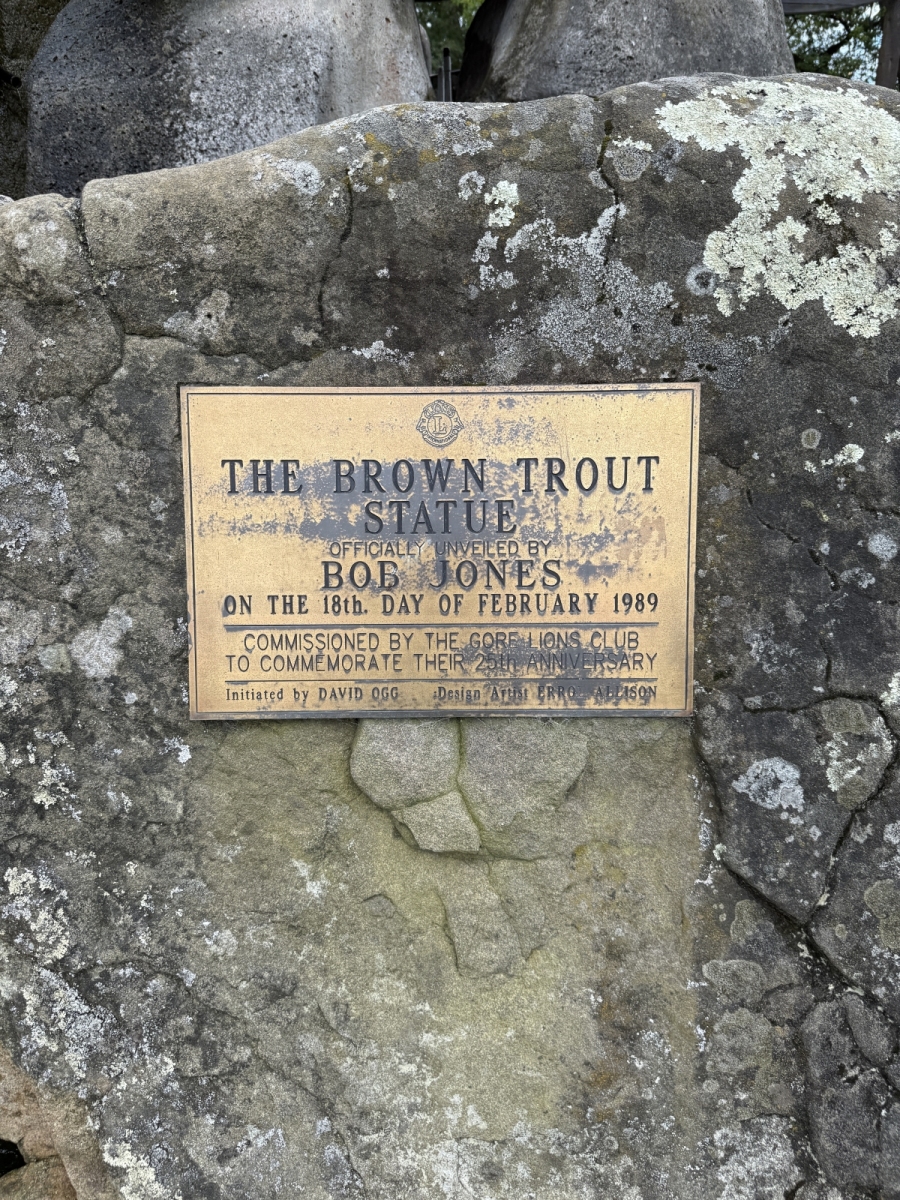 L
THE BROWN TROUT
STATUE
OFFICIALLY UNVEILED BY
BOB JONES
ON THE 18th. DAY OF FEBRUARY 1989
COMMISSIONED BY THE GORE LIONS CLUB
TO COMMEMORATE THEIR 25th ANNIVERSARY
Initiated by DAVID OGG Design Artist ALLISON